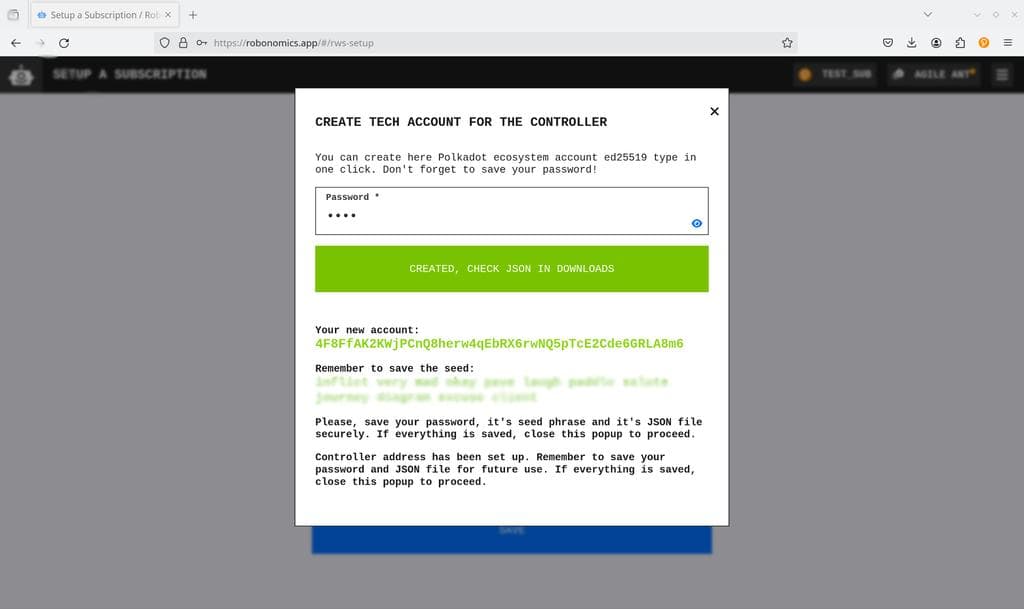 Setup a Subscription / Rob
https://robonomics.app/#/rws-setup
SETUP A SUBSCRIPTION
TEST_SUB
AGILE ANT
CREATE TECH ACCOUNT FOR THE CONTROLLER
You can create here Polkadot ecosystem account ed25519 type in
one click. Don't forget to save your password!
Password *
CREATED, CHECK JSON IN DOWNLOADS
Your new account:
4F8FfAK2KWjPCnQ8herw4qEbRX6rwNQ5pTcE2Cde6GRLA8m6
Remember to save the seed:
Please, save your password, it's seed phrase and it's JSON file
securely. If everything is saved, close this popup to proceed.
Controller address has been set up. Remember to save your
password and JSON file for future use. If everything is saved,
close this popup to proceed.
SAVE